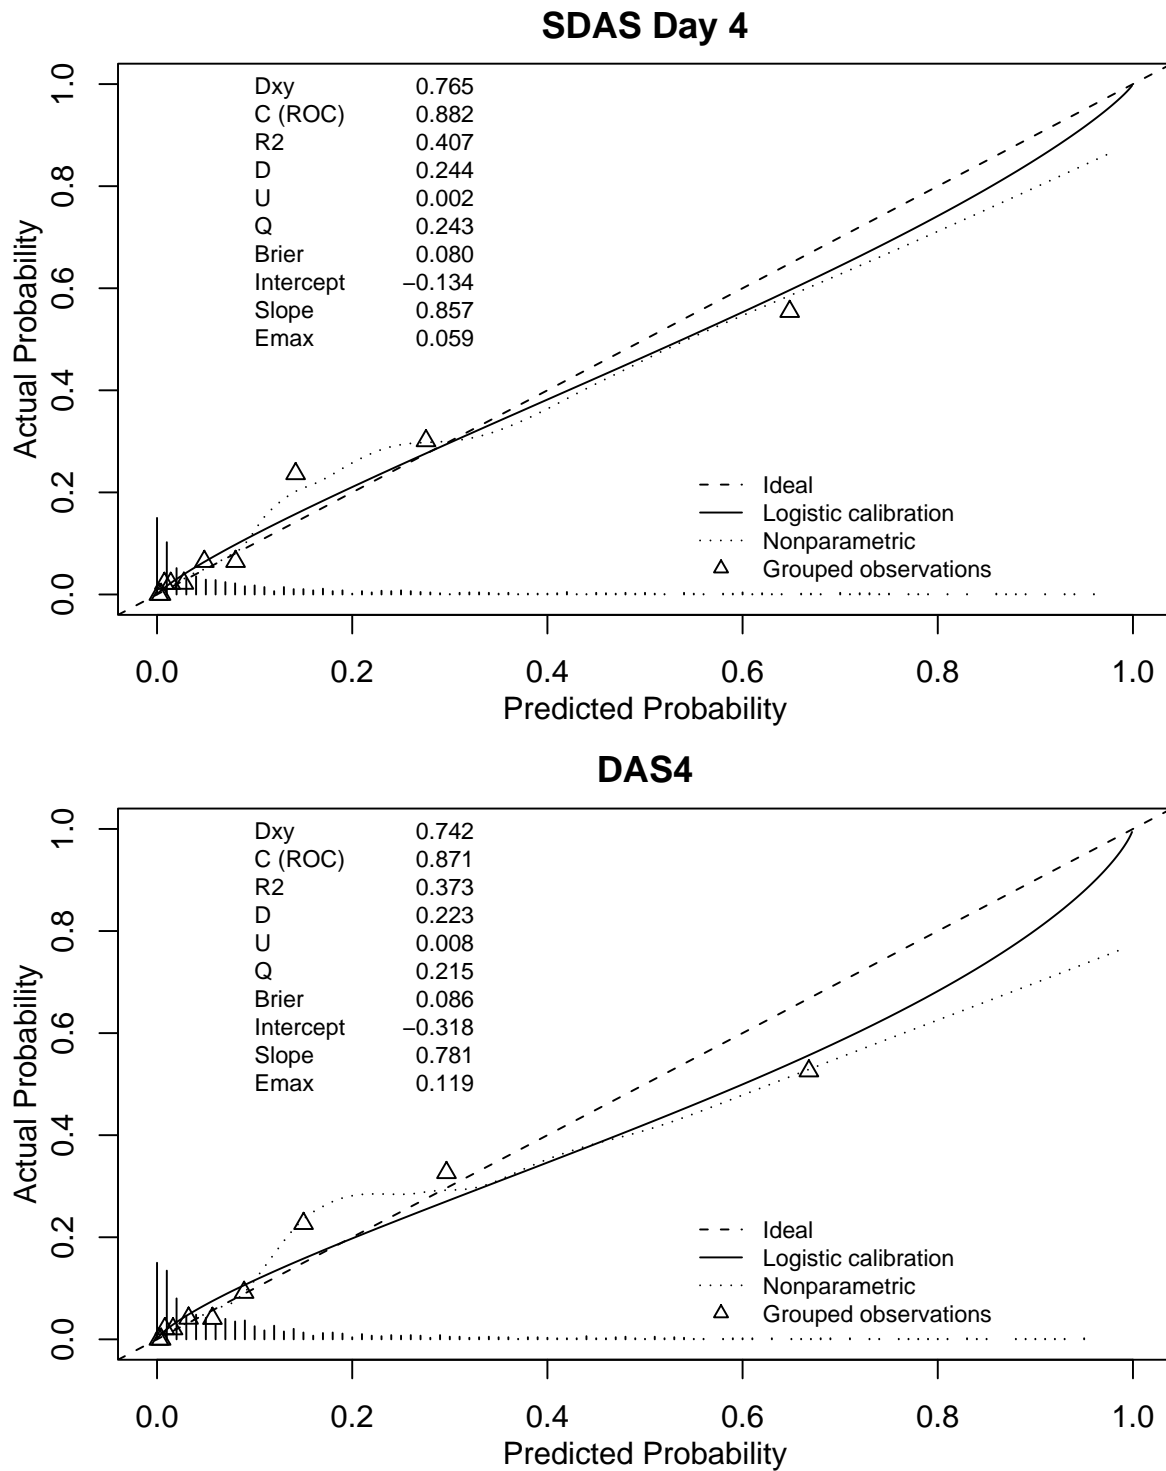 SDAS Day 4
Dxy 0.765
C (ROC) 0.882
R2 0.407
D 0.244
U 0.002
Q 0.243
Brier 0.080
Intercept −0.134
Slope 0.857
Emax 0.059
Actual Probability
1.0
0.8
0.6
0.4
0.2
0.0
Ideal
Logistic calibration
Nonparametric
Grouped observations
0.0 0.2 0.4 0.6 0.8 1.0
Predicted Probability
DAS4
Dxy 0.742
C (ROC) 0.871
R2 0.373
D 0.223
U 0.008
Q 0.215
Brier 0.086
Intercept −0.318
Slope 0.781
Emax 0.119
Actual Probability
1.0
0.8
0.6
0.4
0.2
0.0
Ideal
Logistic calibration
Nonparametric
Grouped observations
0.0 0.2 0.4 0.6 0.8 1.0
Predicted Probability